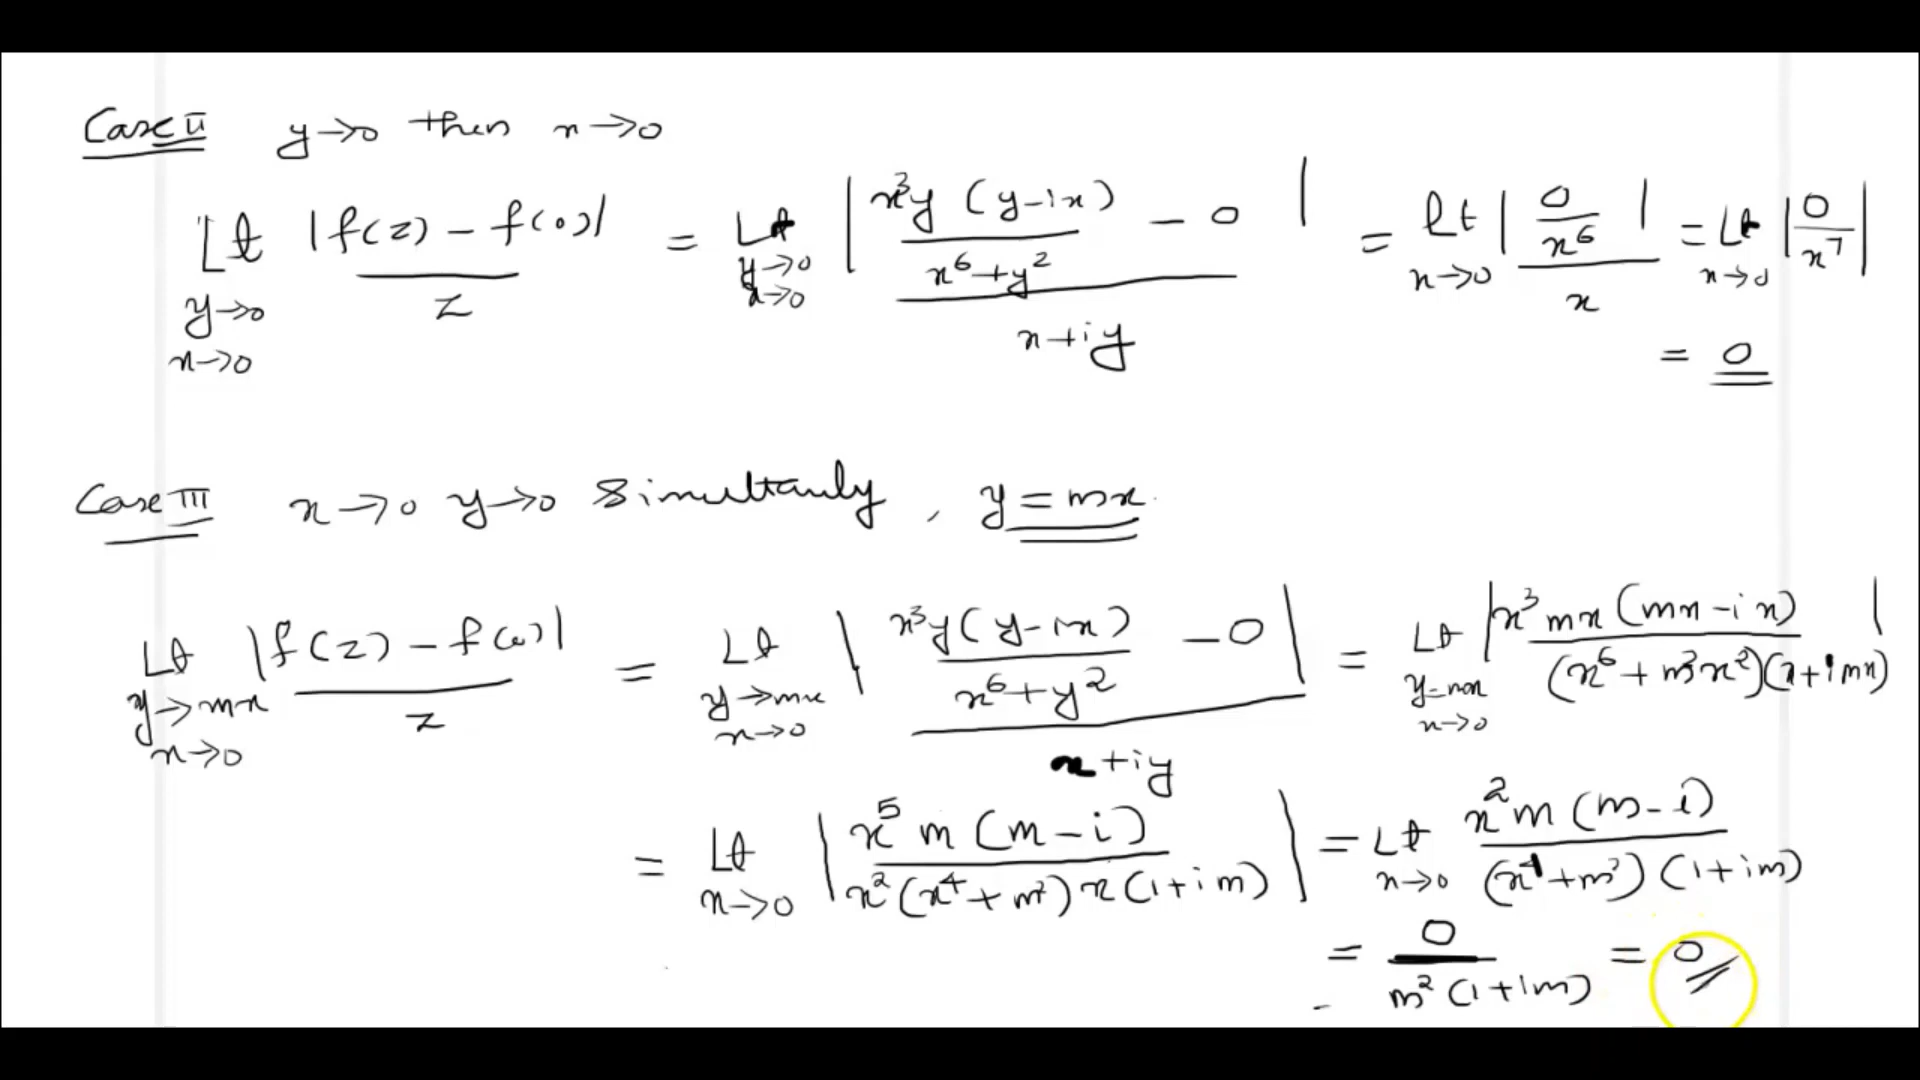 Case II y→0 then x→0
Lt y→0 x→0 |f(z) - f(0)| / z = Lt y→0 x→0 | x³y (y-ix) / x⁶+y² - 0 | / x+iy = lt x→0 | 0 / x⁶ | / x = Lt x→0 | 0 / x⁷ |
= 0
Case III x→0 y→0 Simultanly, y = mx
Lt y→mx x→0 |f(z) - f(0)| / z = Lt y→mx x→0 | x³y (y-ix) / x⁶+y² - 0 | / x+iy = Lt y=mx x→0 | x³ mx (mx-ix) / (x⁶ + m²x²)(x+imx) |
= Lt x→0 | x⁵ m (m-i) / x²(x⁴+m²) x (1+im) | = Lt x→0 x² m (m-i) / (x⁴+m²) (1+im)
= 0 / m² (1+im) = 0